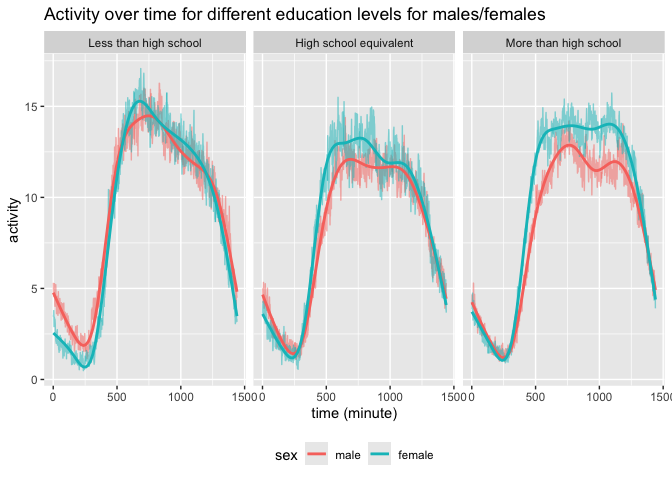 Activity over time for different education levels for males/females
Less than high school
High school equivalent
More than high school
activity
15
10
5
0
0 500 1000 1500 0 500 1000 1500 0 500 1000 1500
time (minute)
sex male female